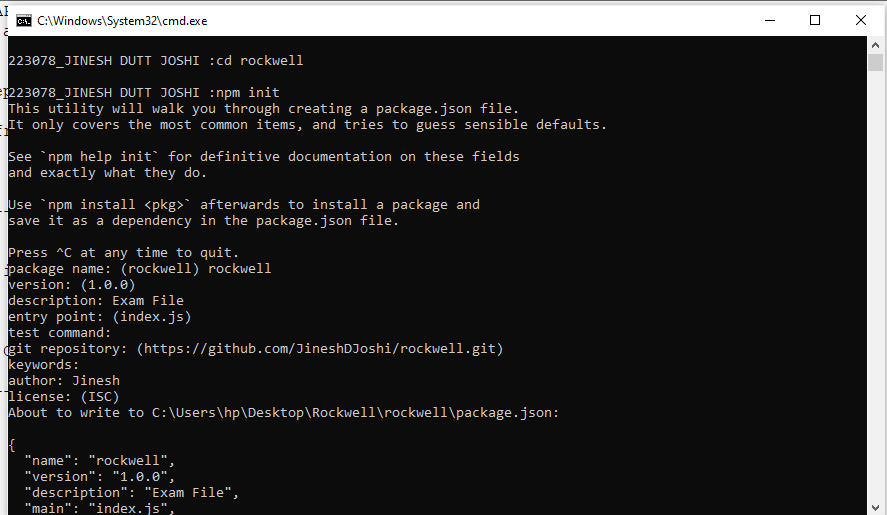 C:\Windows\System32\cmd.exe
223078_JINESH DUTT JOSHI :cd rockwell
223078_JINESH DUTT JOSHI :npm init
This utility will walk you through creating a package.json file.
It only covers the most common items, and tries to guess sensible defaults.
See `npm help init` for definitive documentation on these fields
and exactly what they do.
Use `npm install <pkg>` afterwards to install a package and
save it as a dependency in the package.json file.
Press ^C at any time to quit.
package name: (rockwell) rockwell
version: (1.0.0)
description: Exam File
entry point: (index.js)
test command:
git repository: (https://github.com/JineshDJoshi/rockwell.git)
keywords:
author: Jinesh
license: (ISC)
About to write to C:\Users\hp\Desktop\Rockwell\rockwell\package.json:
{
"name": "rockwell",
"version": "1.0.0",
"description": "Exam File",
"main": "index.js",